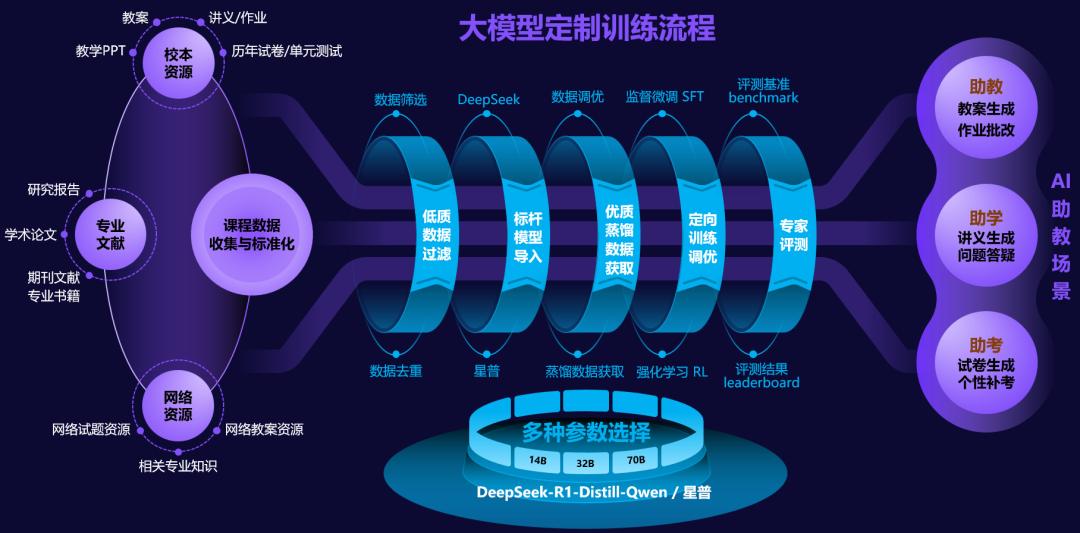 大模型定制训练流程
教案
讲义/作业
教学PPT
历年试卷/单元测试
校本
资源
研究报告
学术论文
期刊文献
专业书籍
专业
文献
课程数据
收集与标准化
网络
资源
网络试题资源
网络教案资源
相关专业知识
数据筛选
低质
数据
过滤
数据去重
DeepSeek
标杆
模型
导入
星普
数据调优
优质
蒸馏
数据
获取
蒸馏数据获取
监督微调 SFT
定向
训练
调优
强化学习 RL
评测基准
benchmark
专家
评测
评测结果
leaderboard
多种参数选择
14B
32B
70B
DeepSeek-R1-Distill-Qwen / 星普
助教
教案生成
作业批改
助学
讲义生成
问题答疑
助考
试卷生成
个性补考
AI
助
教
场
景